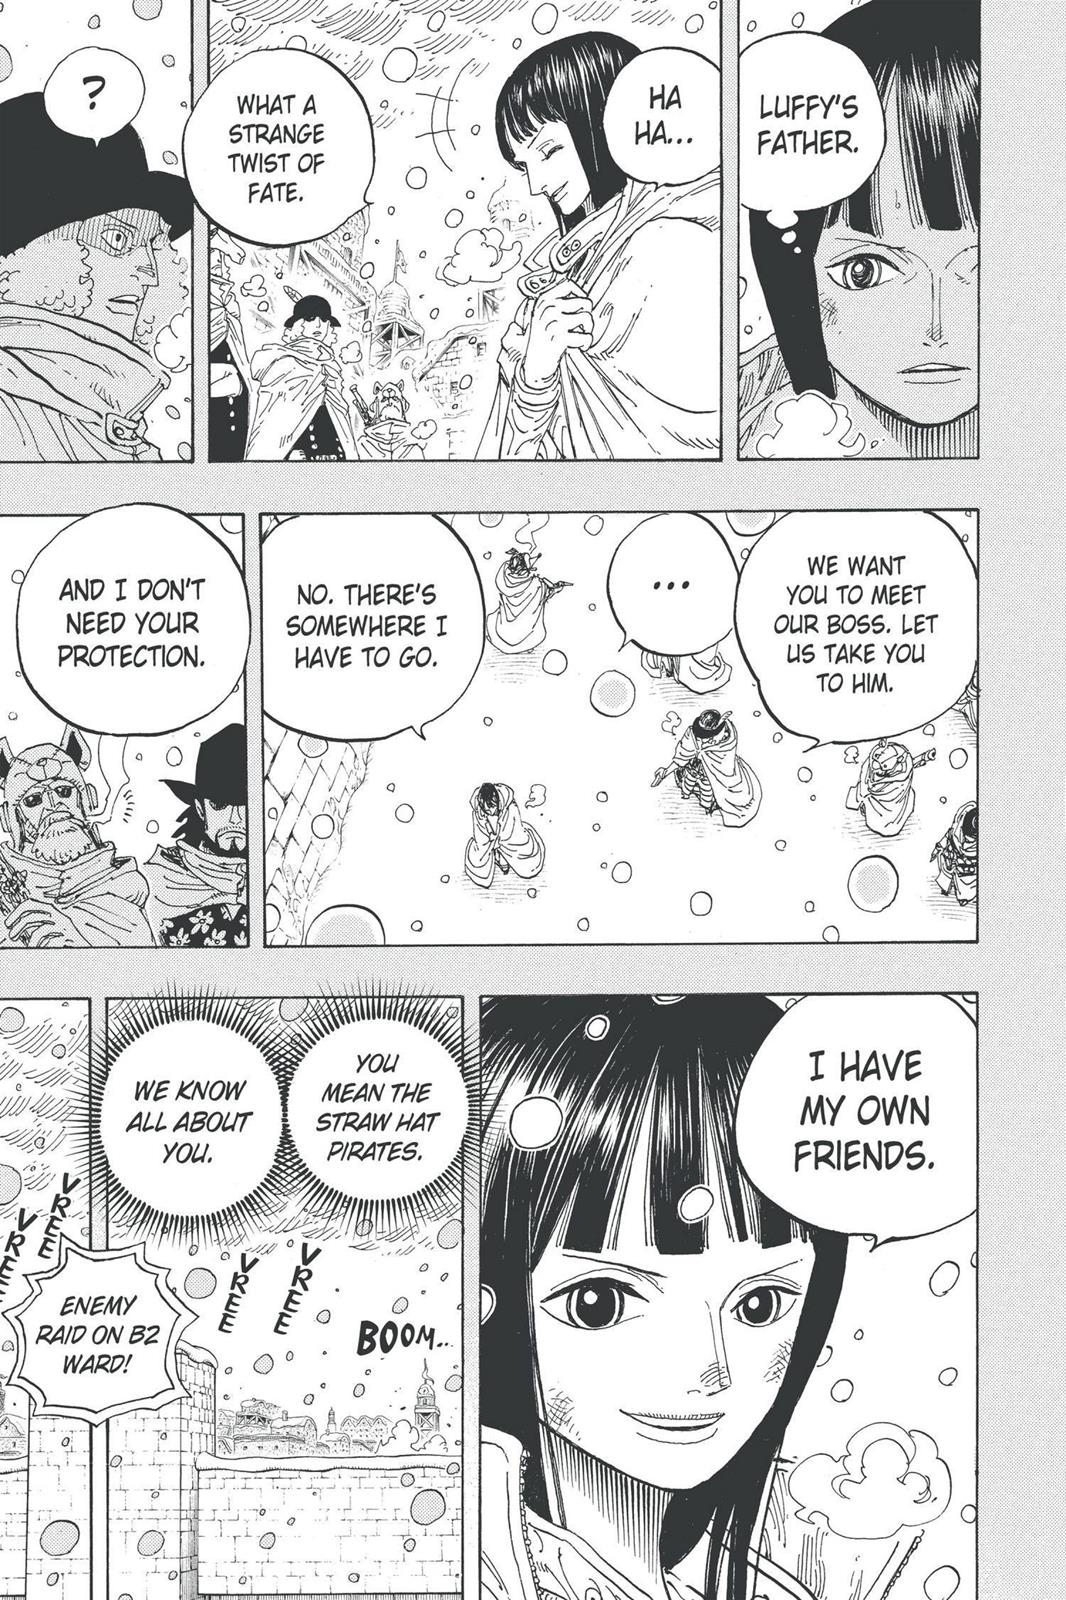 LUFFY'S
FATHER.
HA
HA...
WHAT A
STRANGE
TWIST OF
FATE.
?
WE WANT
YOU TO MEET
OUR BOSS. LET
US TAKE YOU
TO HIM.
...
NO. THERE'S
SOMEWHERE I
HAVE TO GO.
AND I DON'T
NEED YOUR
PROTECTION.
I HAVE
MY OWN
FRIENDS.
YOU
MEAN THE
STRAW HAT
PIRATES.
WE KNOW
ALL ABOUT
YOU.
BOOM...
VREE
VREE
VREE
VREE
ENEMY
RAID ON B2
WARD!